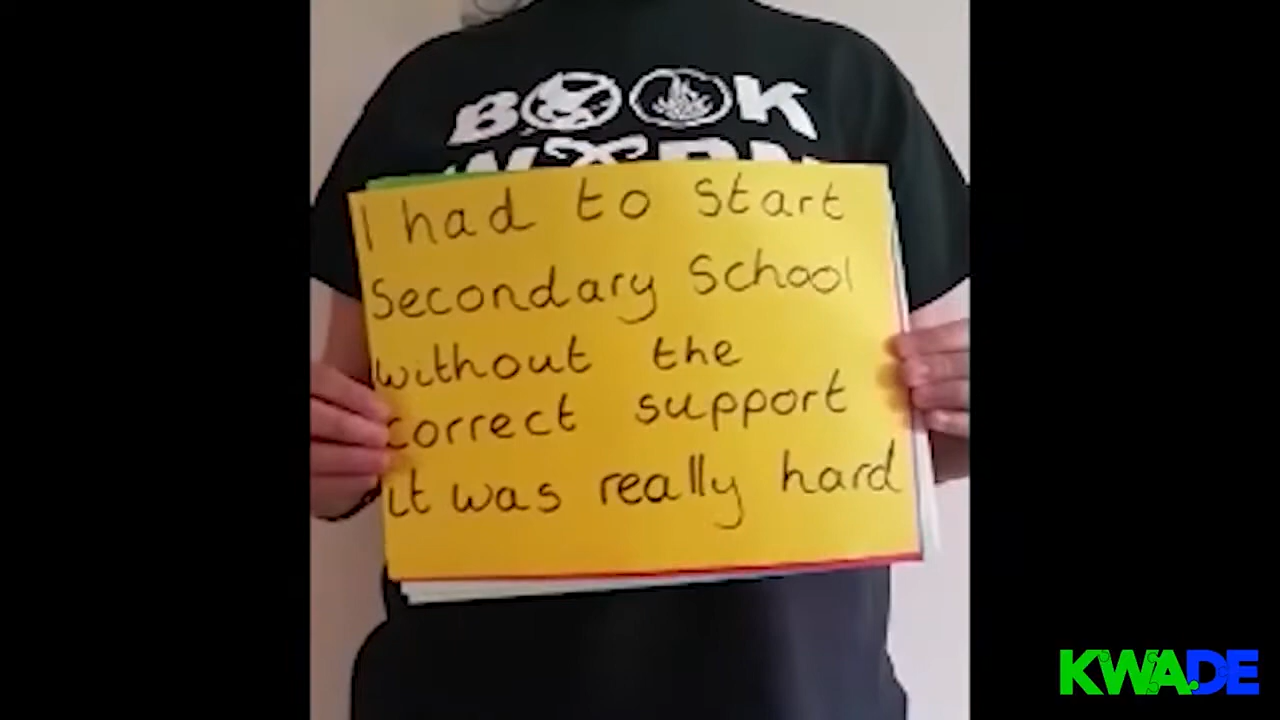 BOOK
I had to start
Secondary School
without the
correct support
it was really hard
KWADE